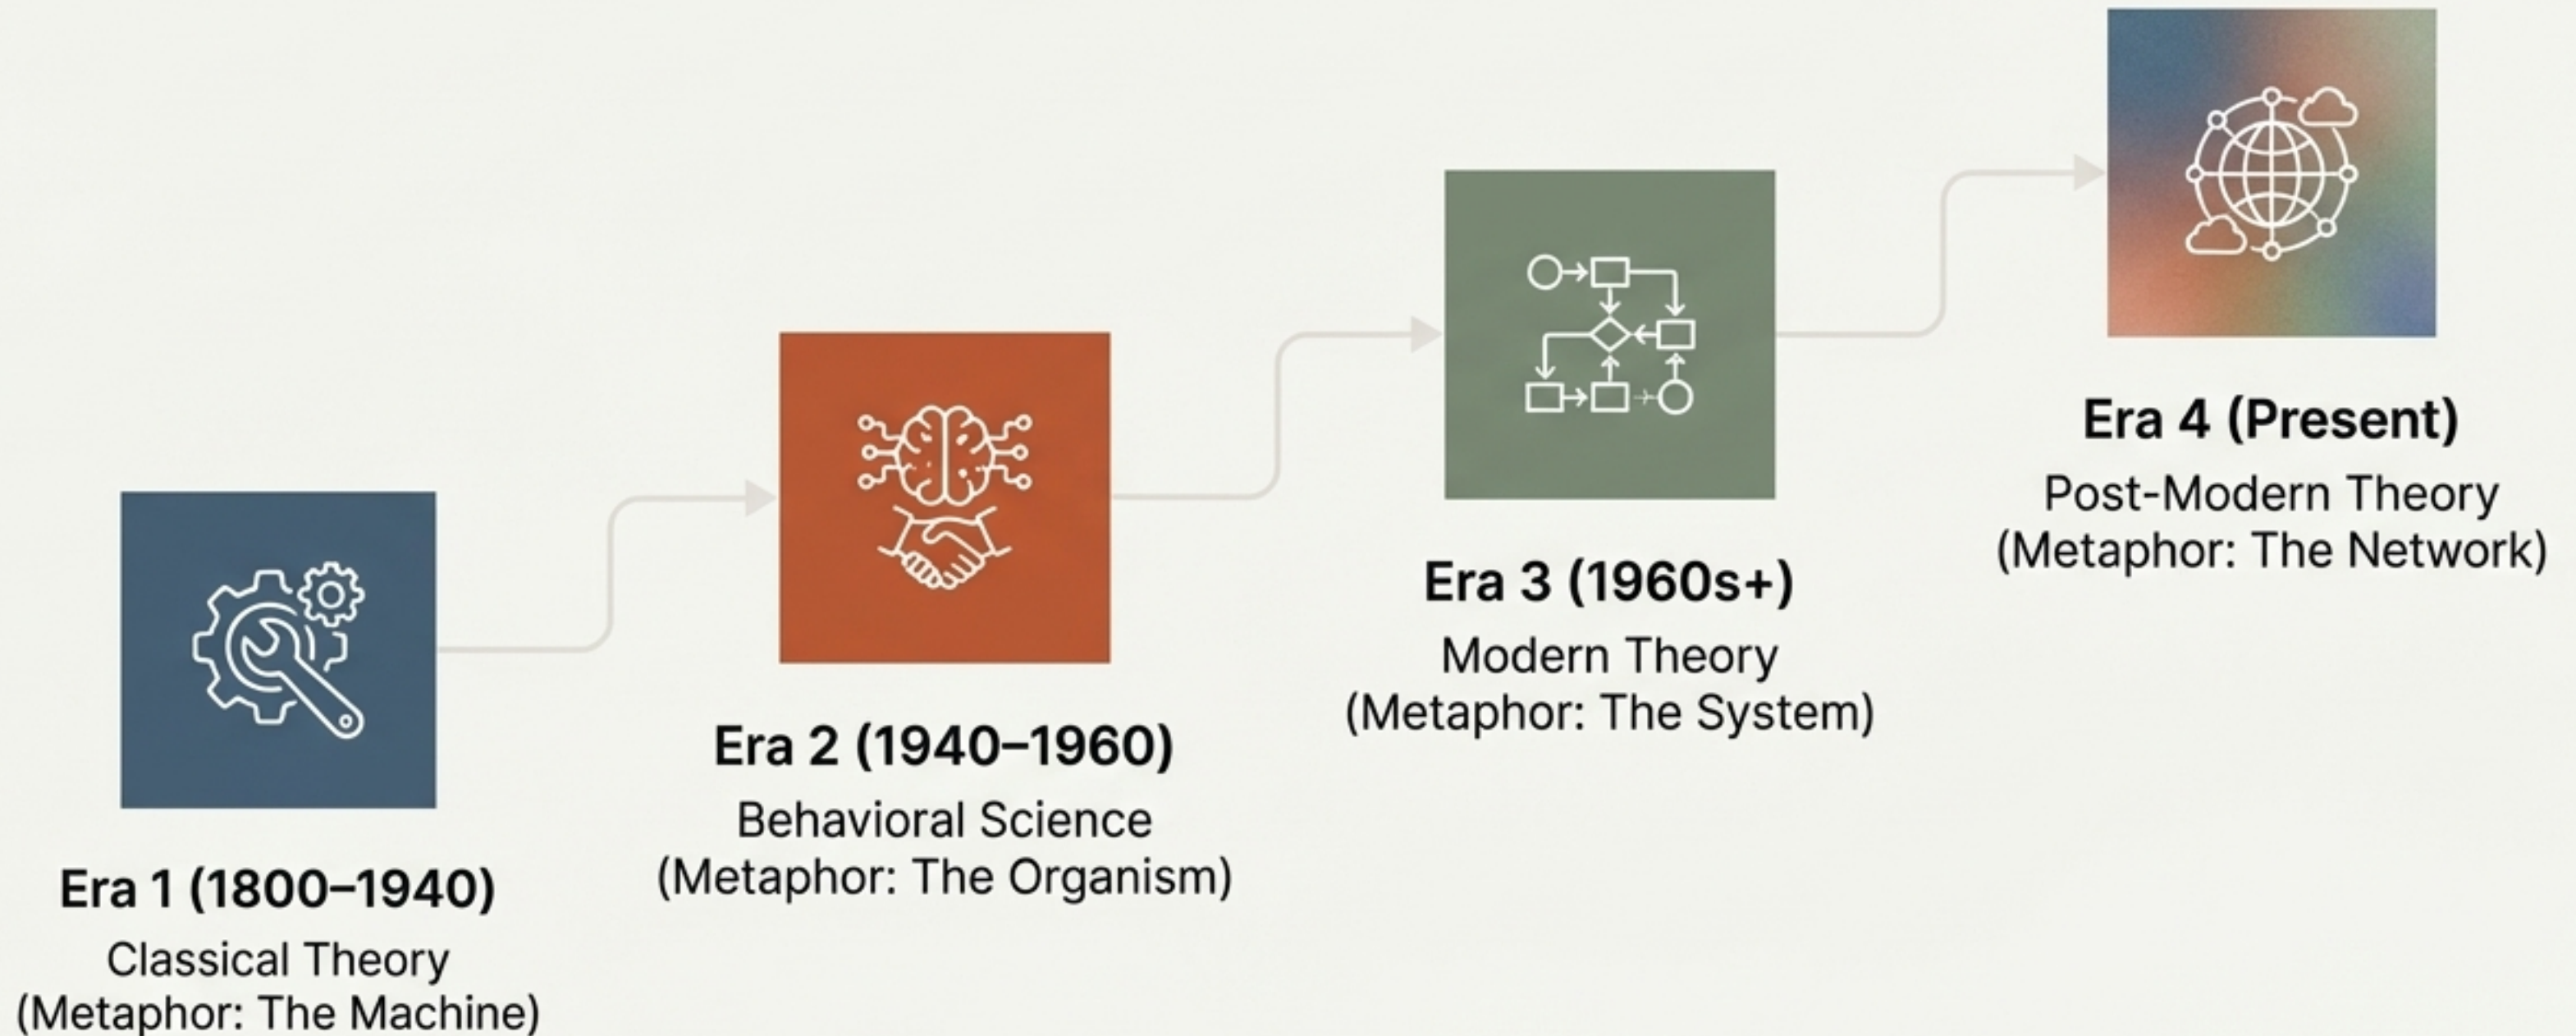 Era 1 (1800–1940)
Classical Theory
(Metaphor: The Machine)
Era 2 (1940–1960)
Behavioral Science
(Metaphor: The Organism)
Era 3 (1960s+)
Modern Theory
(Metaphor: The System)
Era 4 (Present)
Post-Modern Theory
(Metaphor: The Network)